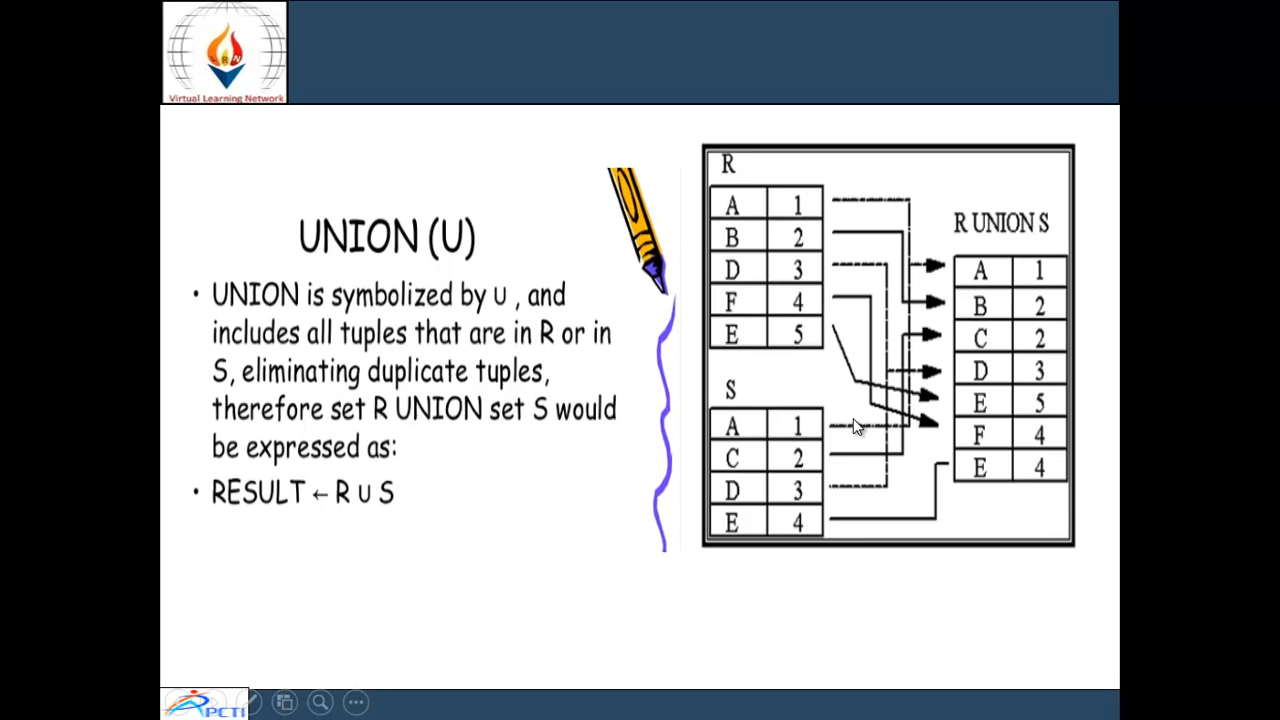 L R N
Virtual Learning Network
UNION (U)
• UNION is symbolized by ∪ , and
includes all tuples that are in R or in
S, eliminating duplicate tuples,
therefore set R UNION set S would
be expressed as:
• RESULT ← R ∪ S
R
A 1
B 2
D 3
F 4
E 5
S
A 1
C 2
D 3
E 4
R UNION S
A 1
B 2
C 2
D 3
E 5
F 4
E 4
PCTI